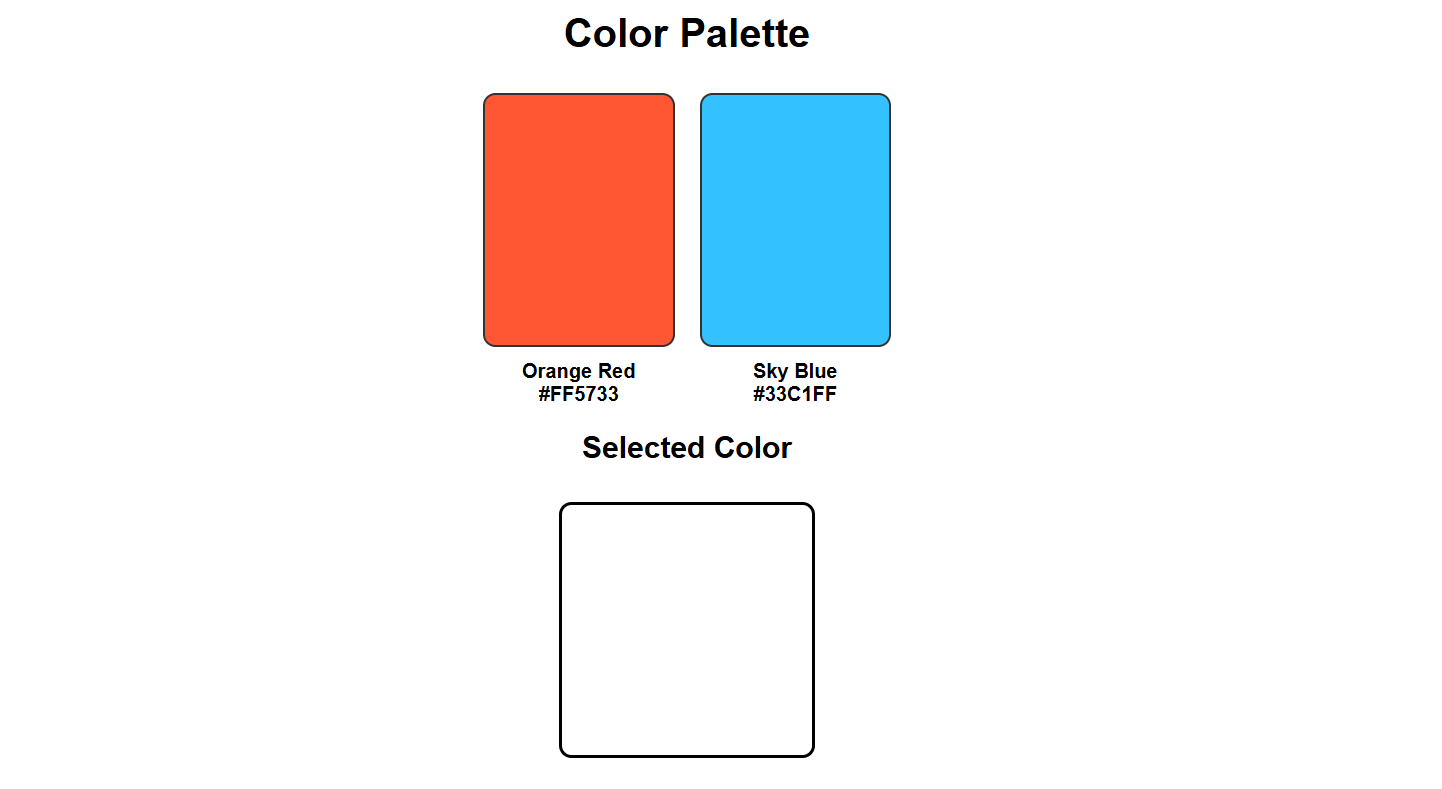 Color Palette
Orange Red
#FF5733
Sky Blue
#33C1FF
Selected Color